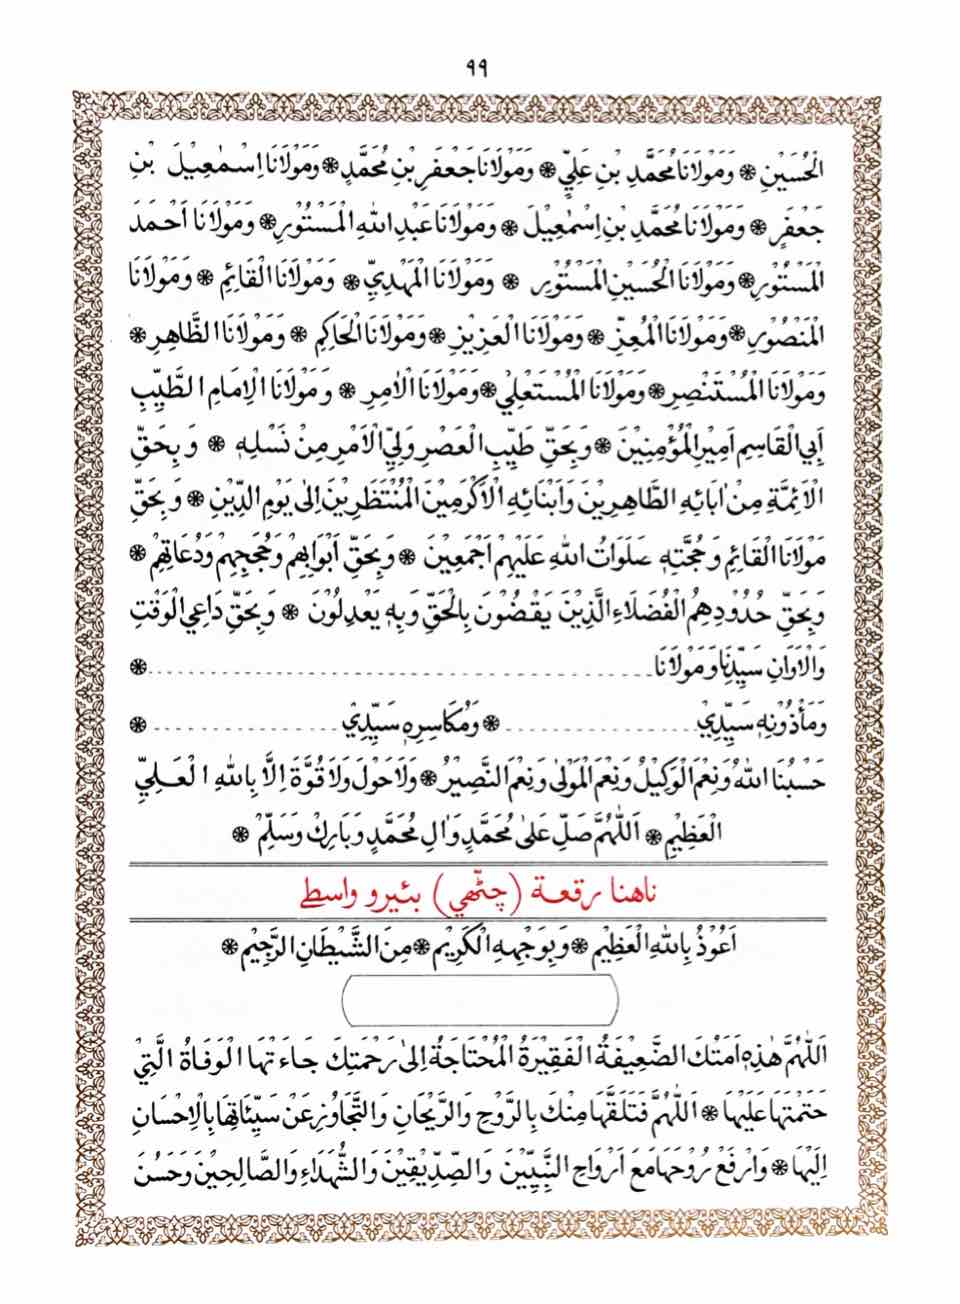 ٩٩
الْحُسَيْنِ ❋ وَمَوْلَانَا مُحَمَّدِ بْنِ عَلِيٍّ ❋ وَمَوْلَانَا جَعْفَرِ بْنِ مُحَمَّدٍ ❋ وَمَوْلَانَا اِسْمٰعِيْلَ بْنِ
جَعْفَرٍ ❋ وَمَوْلَانَا مُحَمَّدِ بْنِ اِسْمٰعِيْلَ ❋ وَمَوْلَانَا عَبْدِ اللهِ الْمَسْتُوْرِ ❋ وَمَوْلَانَا اَحْمَدَ
الْمَسْتُوْرِ ❋ وَمَوْلَانَا الْحُسَيْنِ الْمَسْتُوْرِ ❋ وَمَوْلَانَا الْمَهْدِيِّ ❋ وَمَوْلَانَا الْقَائِمِ ❋ وَمَوْلَانَا
الْمَنْصُوْرِ ❋ وَمَوْلَانَا الْمُعِزِّ ❋ وَمَوْلَانَا الْعَزِيْزِ ❋ وَمَوْلَانَا الْحَاكِمِ ❋ وَمَوْلَانَا الظَّاهِرِ ❋
وَمَوْلَانَا الْمُسْتَنْصِرِ ❋ وَمَوْلَانَا الْمُسْتَعْلِيْ ❋ وَمَوْلَانَا الْاٰمِرِ ❋ وَمَوْلَانَا الْاِمَامِ الطَّيِّبِ
اَبِي الْقَاسِمِ اَمِيْرِ الْمُؤْمِنِيْنَ ❋ وَبِحَقِّ طَيِّبِ الْعَصْرِ وَلِيِّ الْاَمْرِ مِنْ نَسْلِهٖ ❋ وَبِحَقِّ
الْاَئِمَّةِ مِنْ اٰبَائِهِ الطَّاهِرِيْنَ وَاَبْنَائِهِ الْاَكْرَمِيْنَ الْمُنْتَظَرِيْنَ اِلٰى يَوْمِ الدِّيْنِ ❋ وَبِحَقِّ
مَوْلَانَا الْقَائِمِ وَحُجَّتِهٖ صَلَوَاتُ اللهِ عَلَيْهِمْ اَجْمَعِيْنَ ❋ وَبِحَقِّ اَبْوَابِهِمْ وَحُجَجِهِمْ وَدُعَاتِهِمْ ❋
وَبِحَقِّ حُدُوْدِهِمُ الْفُضَلَاءِ الَّذِيْنَ يَقْضُوْنَ بِالْحَقِّ وَبِهٖ يَعْدِلُوْنَ ❋ وَبِحَقِّ دَاعِي الْوَقْتِ
وَالْاَوَانِ سَيِّدِنَا وَمَوْلَانَا ........................................ ❋
وَمَأْذُوْنِهٖ سَيِّدِيْ .................... ❋ وَمُكَاسِرِهٖ سَيِّدِيْ .................... ❋
حَسْبُنَا اللهُ وَنِعْمَ الْوَكِيْلُ وَنِعْمَ الْمَوْلٰى وَنِعْمَ النَّصِيْرُ ❋ وَلَا حَوْلَ وَلَا قُوَّةَ اِلَّا بِاللهِ الْعَلِيِّ
الْعَظِيْمِ ❋ اَللّٰهُمَّ صَلِّ عَلٰى مُحَمَّدٍ وَاٰلِ مُحَمَّدٍ وَبَارِكْ وَسَلِّمْ ❋
ناهنا رقعة (چٹّهي) بئيرو واسطے
اَعُوْذُ بِاللهِ الْعَظِيْمِ ❋ وَبِوَجْهِهِ الْكَرِيْمِ ❋ مِنَ الشَّيْطَانِ الرَّجِيْمِ ❋
اَللّٰهُمَّ هٰذِهٖ اَمَتُكَ الضَّعِيْفَةُ الْفَقِيْرَةُ الْمُحْتَاجَةُ اِلٰى رَحْمَتِكَ جَاءَتْهَا الْوَفَاةُ الَّتِيْ
حَتَمْتَهَا عَلَيْهَا ❋ اَللّٰهُمَّ فَتَلَقَّهَا مِنْكَ بِالرَّوْحِ وَالرَّيْحَانِ وَالتَّجَاوُزِ عَنْ سَيِّئَاتِهَا بِالْاِحْسَانِ
اِلَيْهَا ❋ وَارْفَعْ رُوْحَهَا مَعَ اَرْوَاحِ النَّبِيِّيْنَ وَالصِّدِّيْقِيْنَ وَالشُّهَدَاءِ وَالصَّالِحِيْنَ وَحَسُنَ